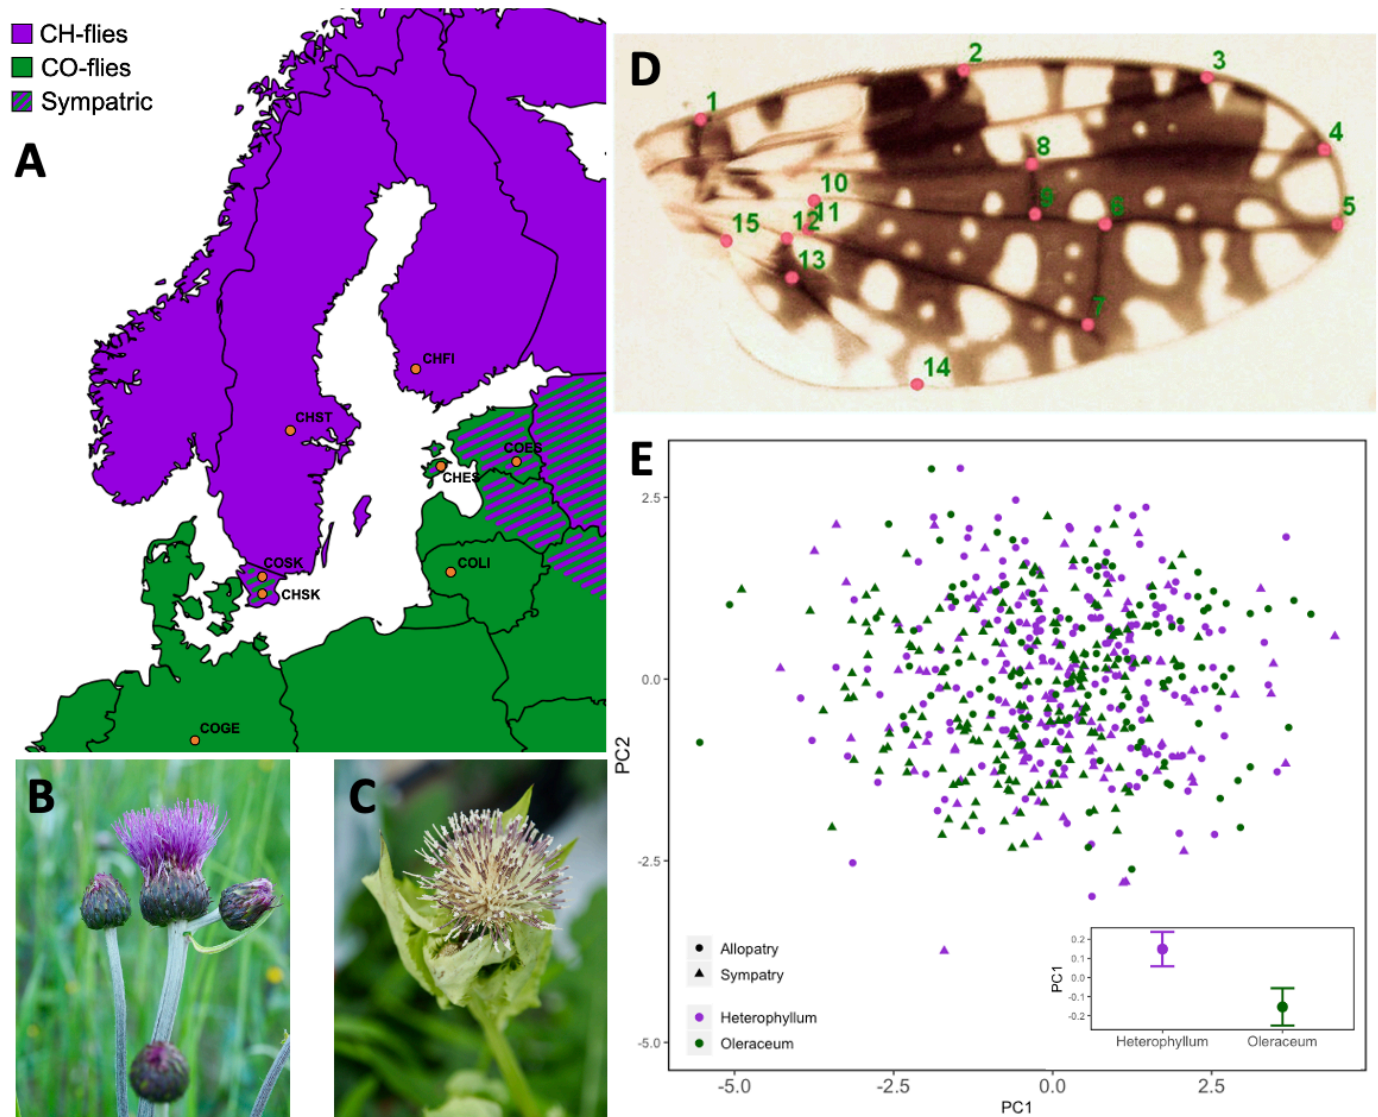 CH-flies
CO-flies
Sympatric
A
CHFI
CHST
COES
CHES
COSK
CHSK
COLI
COGE
B
C
D
1
2
3
4
5
6
7
8
9
10
11
12
13
14
15
E
2.5
0.0
-2.5
-5.0
PC2
-5.0
-2.5
0.0
2.5
PC1
Allopatry
Sympatry
Heterophyllum
Oleraceum
0.2
0.1
0.0
-0.1
-0.2
PC1
Heterophyllum Oleraceum